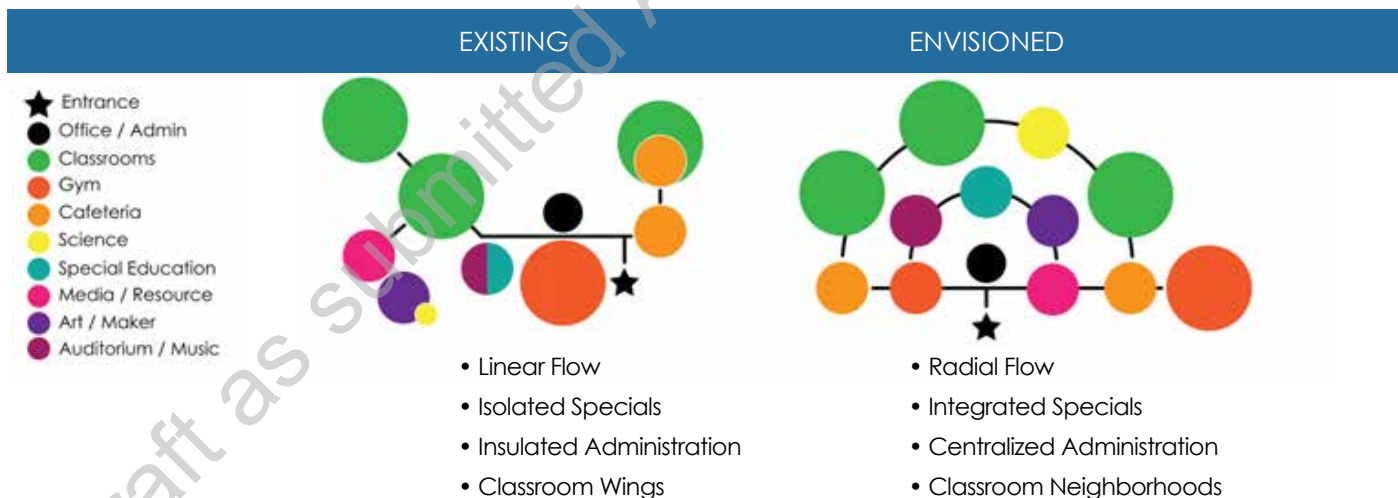 EXISTING
ENVISIONED
Entrance
Office / Admin
Classrooms
Gym
Cafeteria
Science
Special Education
Media / Resource
Art / Maker
Auditorium / Music
• Linear Flow
• Isolated Specials
• Insulated Administration
• Classroom Wings
• Radial Flow
• Integrated Specials
• Centralized Administration
• Classroom Neighborhoods
raft as submitted A